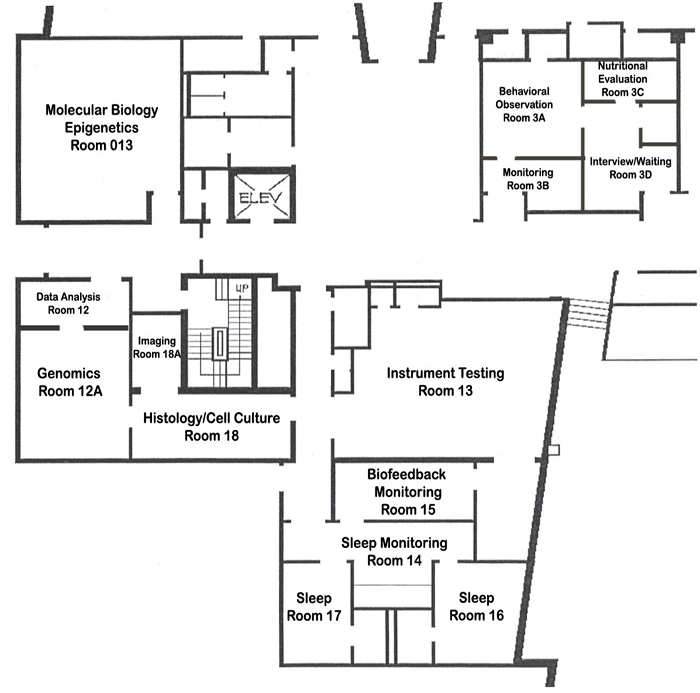 Molecular Biology
Epigenetics
Room 013
ELEV
Behavioral
Observation
Room 3A
Nutritional
Evaluation
Room 3C
Monitoring
Room 3B
Interview/Waiting
Room 3D
Data Analysis
Room 12
UP
Imaging
Room 18A
Genomics
Room 12A
Histology/Cell Culture
Room 18
Instrument Testing
Room 13
Biofeedback
Monitoring
Room 15
Sleep Monitoring
Room 14
Sleep
Room 17
Sleep
Room 16